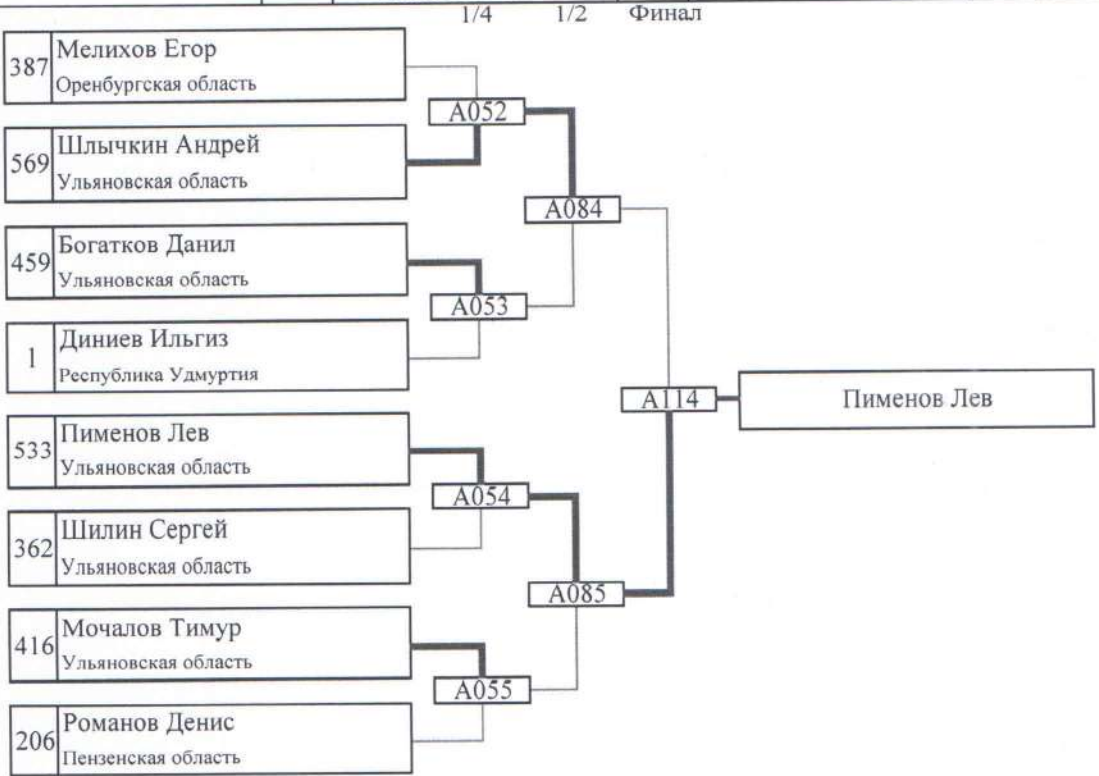 1/4 1/2 Финал
387 Мелихов Егор
Оренбургская область
A052
569 Шлычкин Андрей
Ульяновская область
A084
459 Богатков Данил
Ульяновская область
A053
1 Диниев Ильгиз
Республика Удмуртия
A114 Пименов Лев
533 Пименов Лев
Ульяновская область
A054
362 Шилин Сергей
Ульяновская область
A085
416 Мочалов Тимур
Ульяновская область
A055
206 Романов Денис
Пензенская область